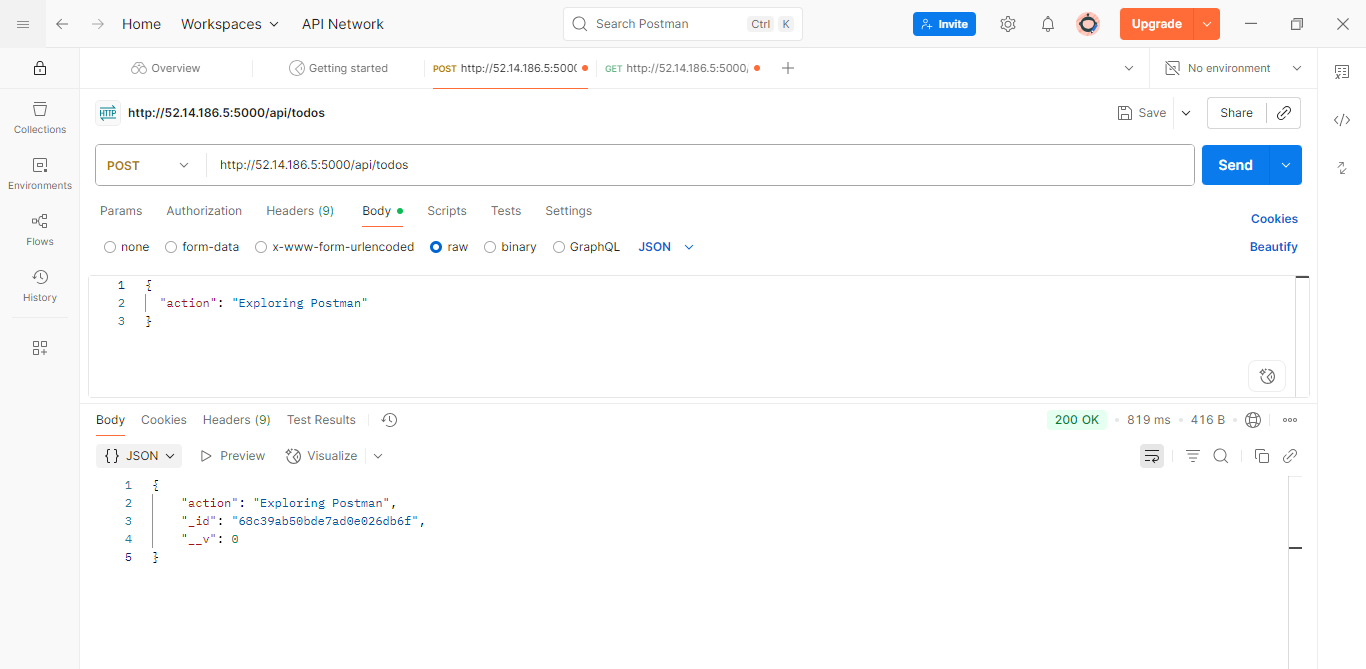 Home Workspaces API Network Search Postman Ctrl K Invite Upgrade
Overview Getting started POST http://52.14.186.5:5000 GET http://52.14.186.5:5000/ No environment
HTTP http://52.14.186.5:5000/api/todos Save Share
Collections
POST http://52.14.186.5:5000/api/todos Send
Environments
Params Authorization Headers (9) Body Scripts Tests Settings Cookies
Flows
none form-data x-www-form-urlencoded raw binary GraphQL JSON Beautify
History
1 {
2 "action": "Exploring Postman"
3 }
Body Cookies Headers (9) Test Results 200 OK 819 ms 416 B
{} JSON Preview Visualize
1 {
2 "action": "Exploring Postman",
3 "_id": "68c39ab50bde7ad0e026db6f",
4 "__v": 0
5 }